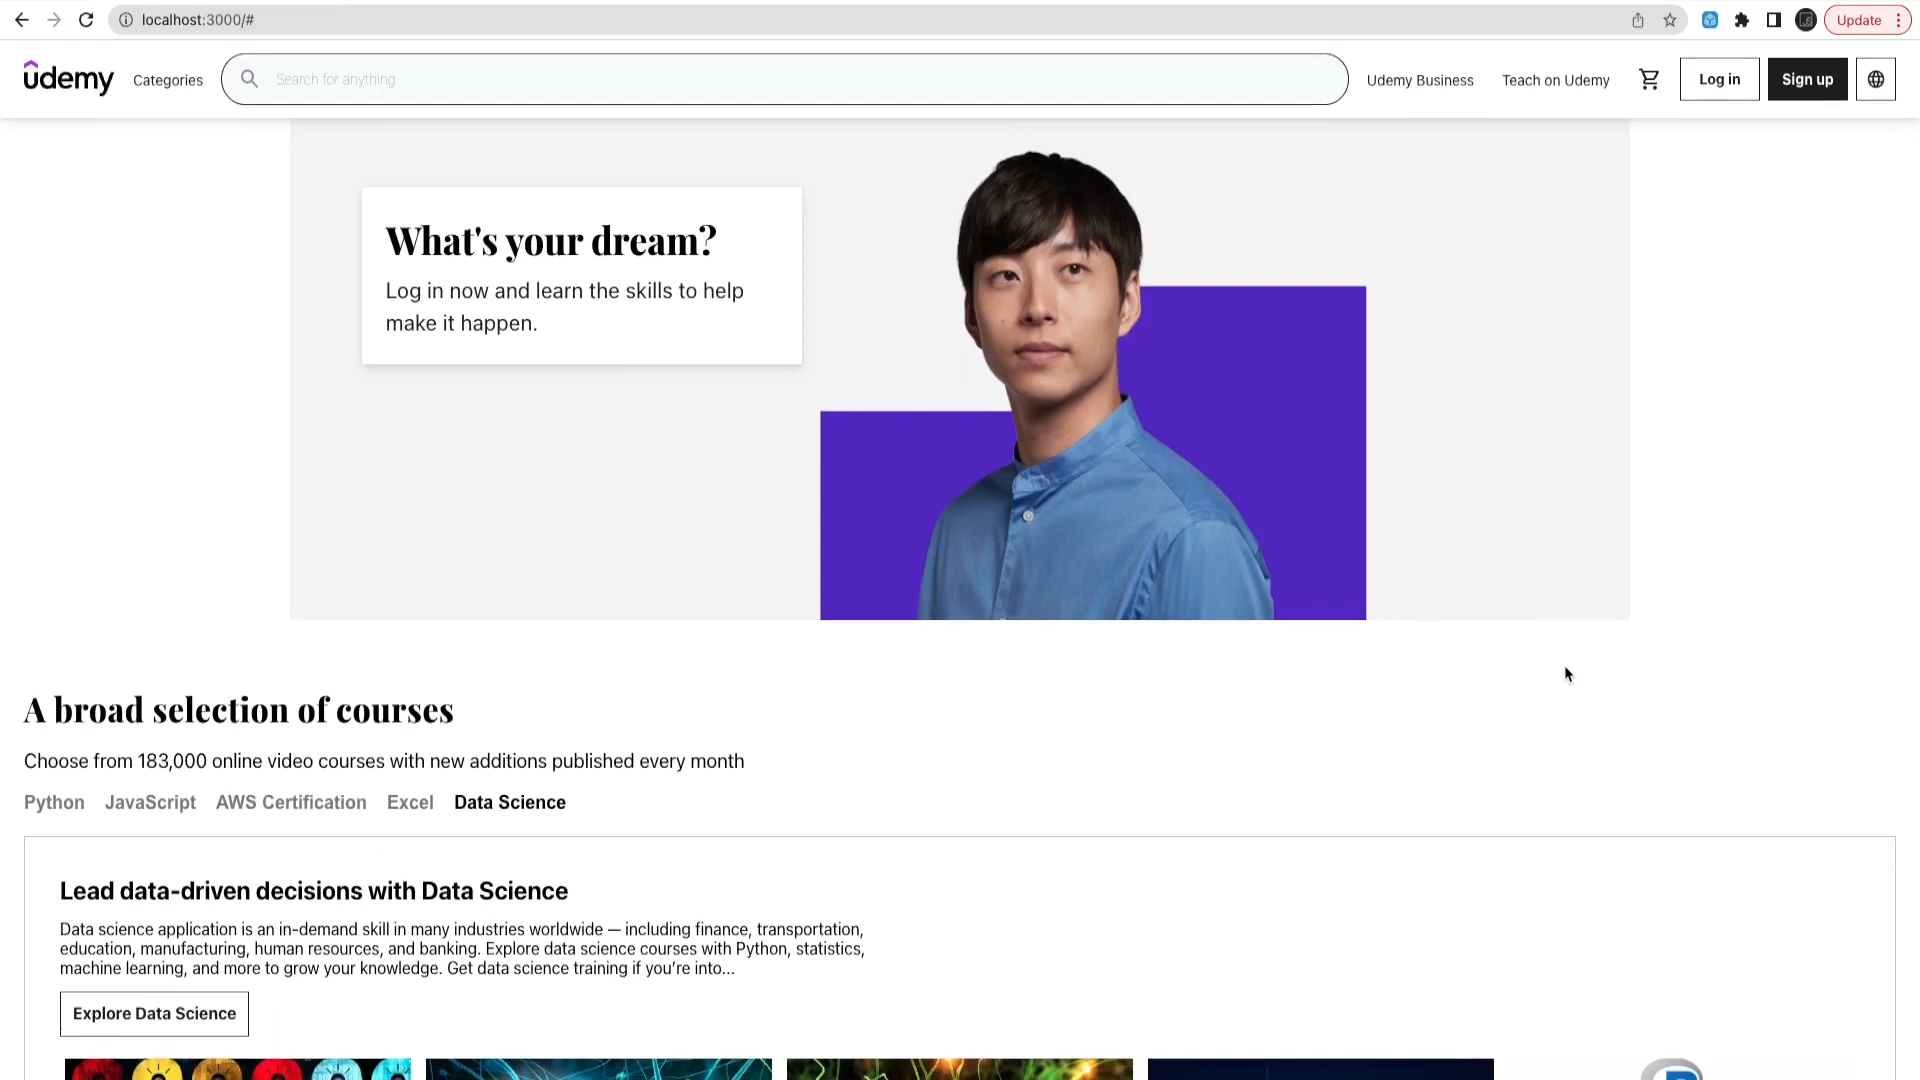 localhost:3000/#
Update
udemy
Categories
Search for anything
Udemy Business
Teach on Udemy
Log in
Sign up
What's your dream?
Log in now and learn the skills to help
make it happen.
A broad selection of courses
Choose from 183,000 online video courses with new additions published every month
Python JavaScript AWS Certification Excel Data Science
Lead data-driven decisions with Data Science
Data science application is an in-demand skill in many industries worldwide — including finance, transportation,
education, manufacturing, human resources, and banking. Explore data science courses with Python, statistics,
machine learning, and more to grow your knowledge. Get data science training if you're into...
Explore Data Science